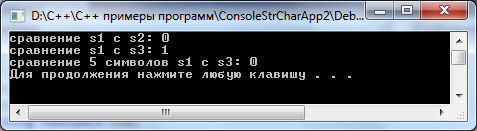 D:\C++\C++ примеры программ\ConsoleStrCharApp2\Deb...
сравнение s1 с s2: 0
сравнение s1 с s3: 1
сравнение 5 символов s1 с s3: 0
Для продолжения нажмите любую клавишу . . .